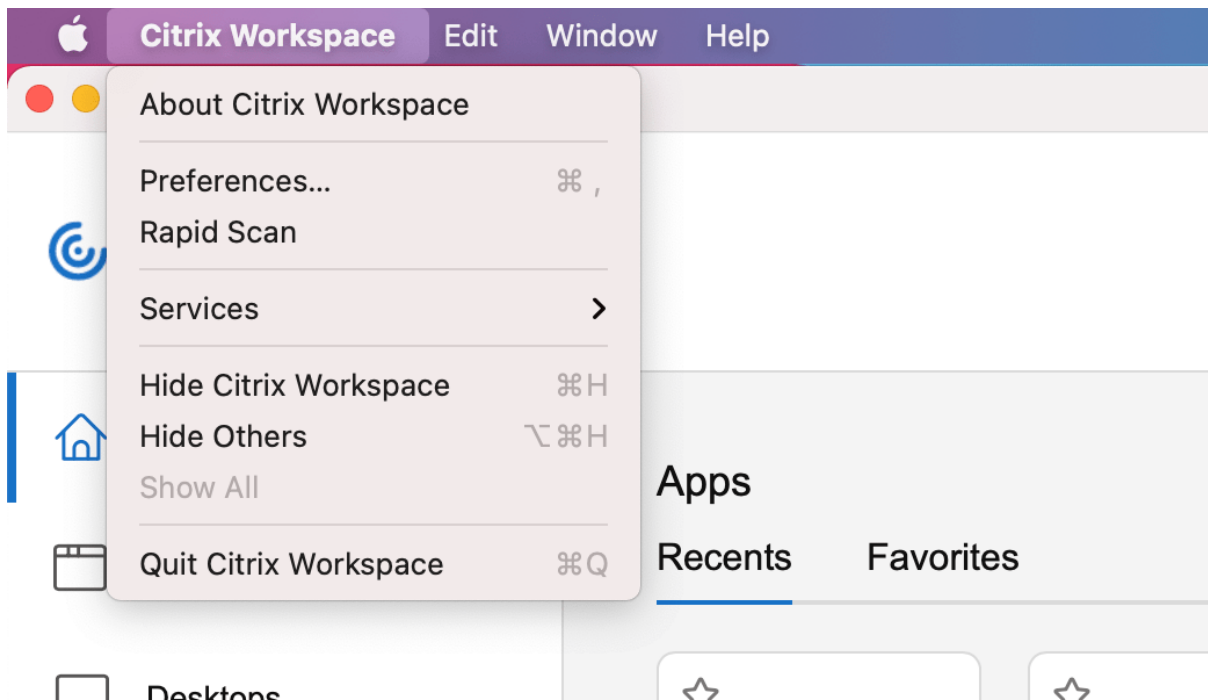 Citrix Workspace Edit Window Help
About Citrix Workspace
Preferences... ⌘ ,
Rapid Scan
Services
Hide Citrix Workspace ⌘H
Hide Others ⌥⌘H
Show All
Quit Citrix Workspace ⌘Q
Apps
Recents Favorites
Desktops